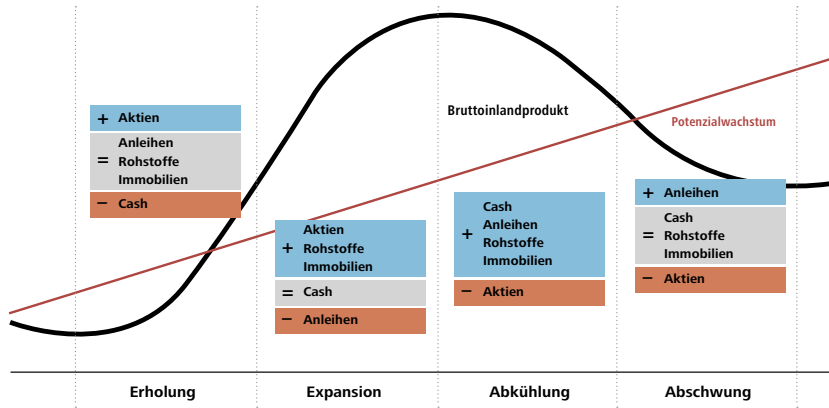 Bruttoinlandprodukt
Potenzialwachstum
+ Aktien
Anleihen
= Rohstoffe
Immobilien
− Cash
Aktien
+ Rohstoffe
Immobilien
= Cash
− Anleihen
Cash
Anleihen
+ Rohstoffe
Immobilien
− Aktien
+ Anleihen
Cash
= Rohstoffe
Immobilien
− Aktien
Erholung
Expansion
Abkühlung
Abschwung